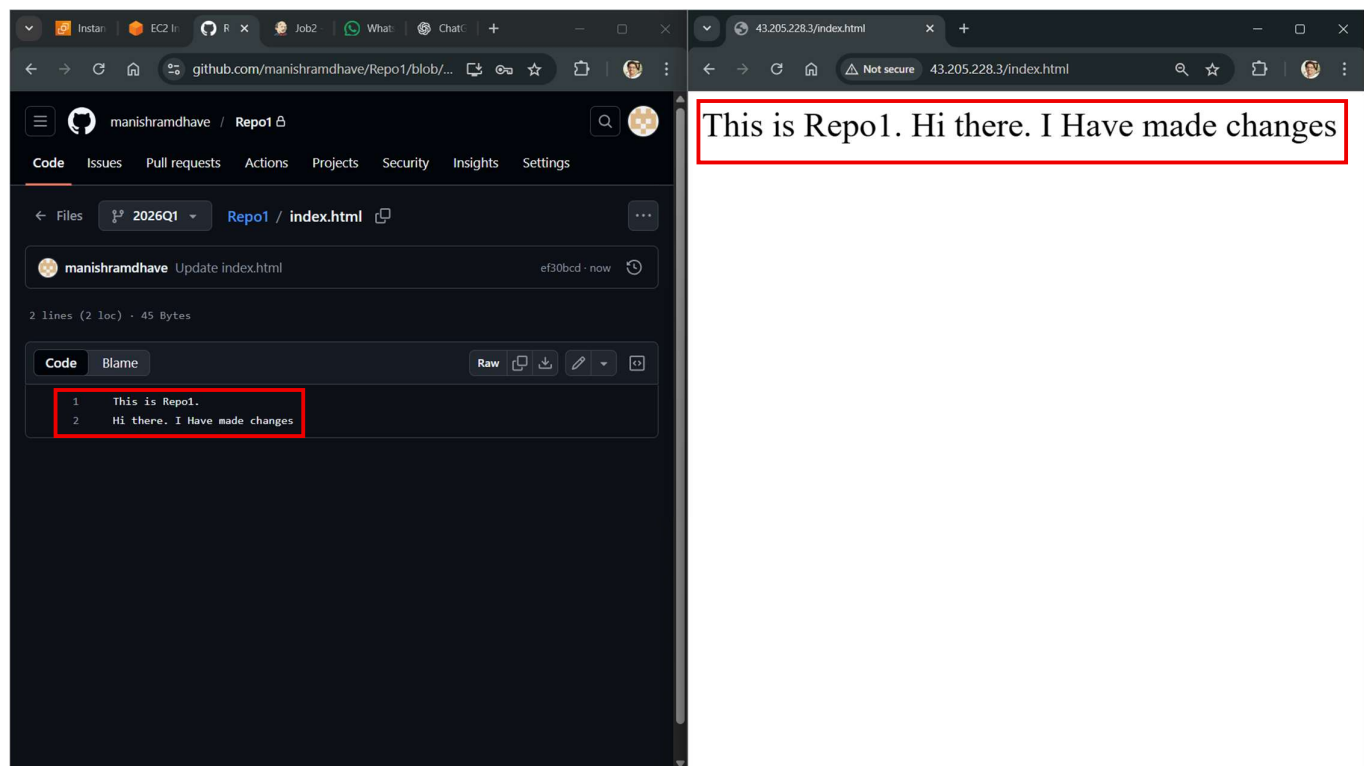 Instan
EC2 In
R
Job2 -
Whats
ChatG
github.com/manishramdhave/Repo1/blob/...
manishramdhave / Repo1
Code Issues Pull requests Actions Projects Security Insights Settings
Files 2026Q1 Repo1 / index.html
manishramdhave Update index.html ef30bcd · now
2 lines (2 loc) · 45 Bytes
Code Blame Raw
1 This is Repo1.
2 Hi there. I Have made changes
43.205.228.3/index.html
Not secure 43.205.228.3/index.html
This is Repo1. Hi there. I Have made changes